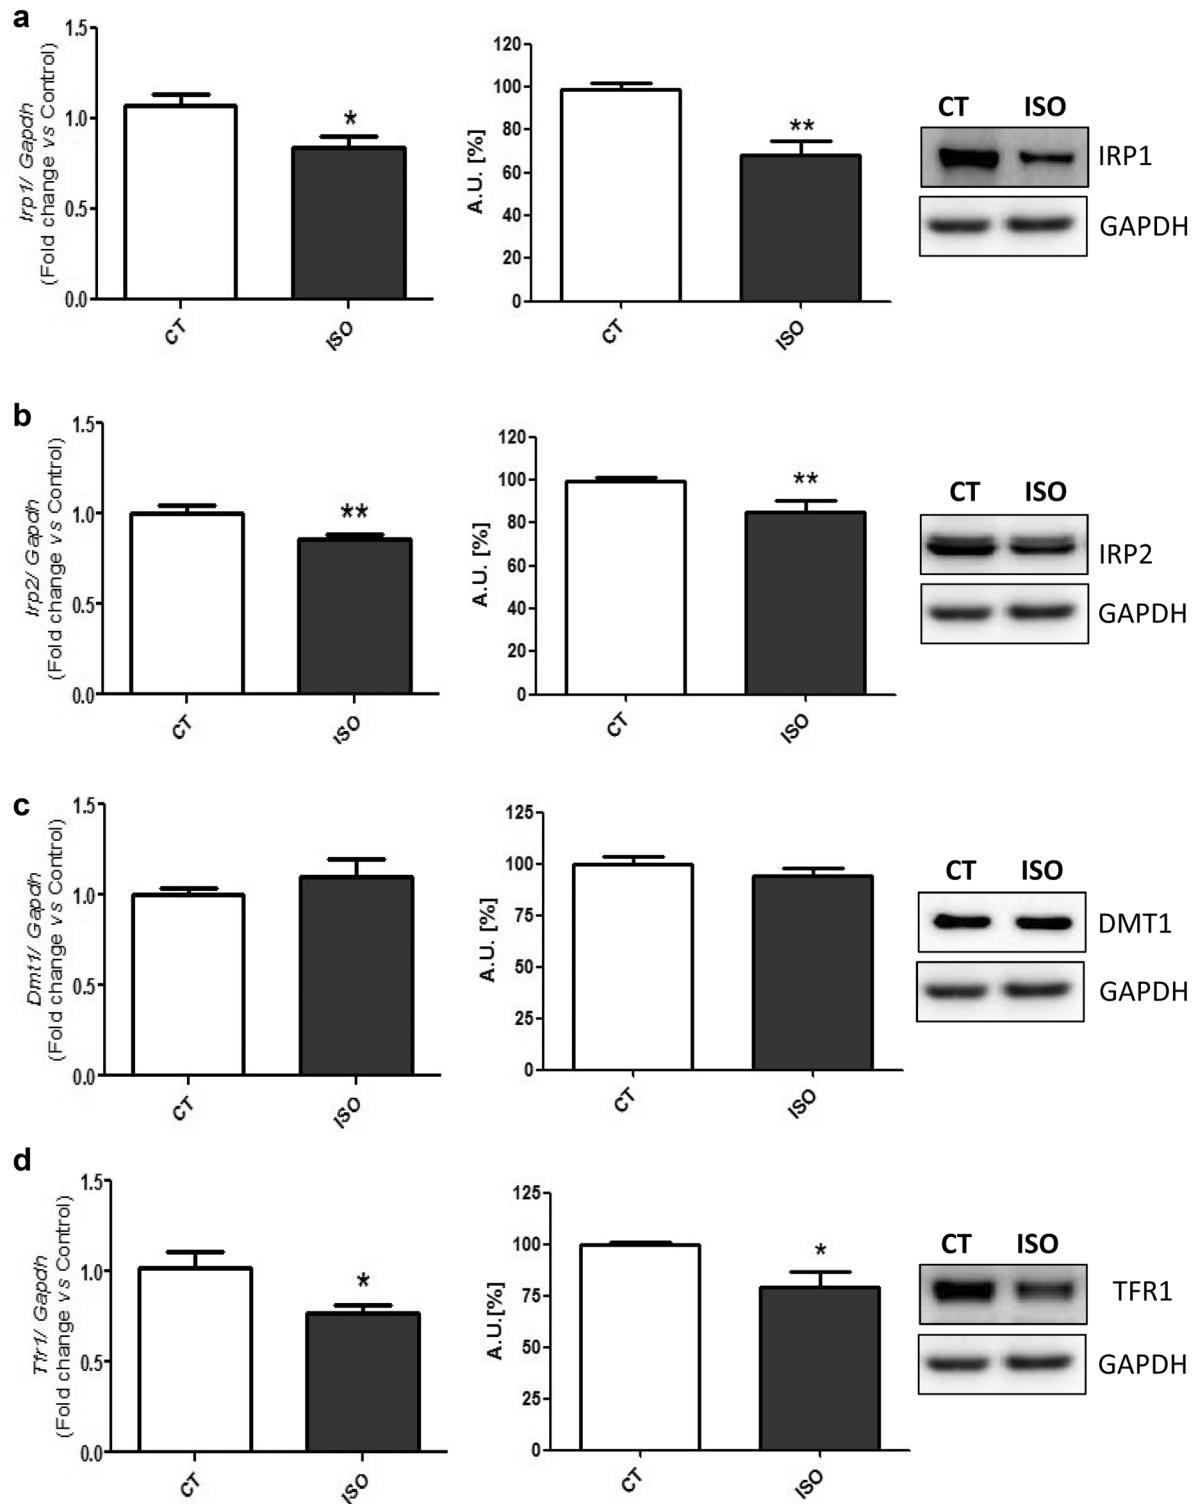 a
Irp1/ Gapdh
(Fold change vs Control)
1.5
1.0
0.5
0.0
*
CT
ISO
A.U. [%]
120
100
80
60
40
20
0
**
CT
ISO
CT ISO
IRP1
GAPDH
b
Irp2/ Gapdh
(Fold change vs Control)
1.5
1.0
0.5
0.0
**
CT
ISO
A.U. [%]
120
100
80
60
40
20
0
**
CT
ISO
CT ISO
IRP2
GAPDH
c
Dmt1/ Gapdh
(Fold change vs Control)
1.5
1.0
0.5
0.0
CT
ISO
A.U. [%]
125
100
75
50
25
0
CT
ISO
CT ISO
DMT1
GAPDH
d
Tfr1/ Gapdh
(Fold change vs Control)
1.5
1.0
0.5
0.0
*
CT
ISO
A.U.[%]
125
100
75
50
25
0
*
CT
ISO
CT ISO
TFR1
GAPDH